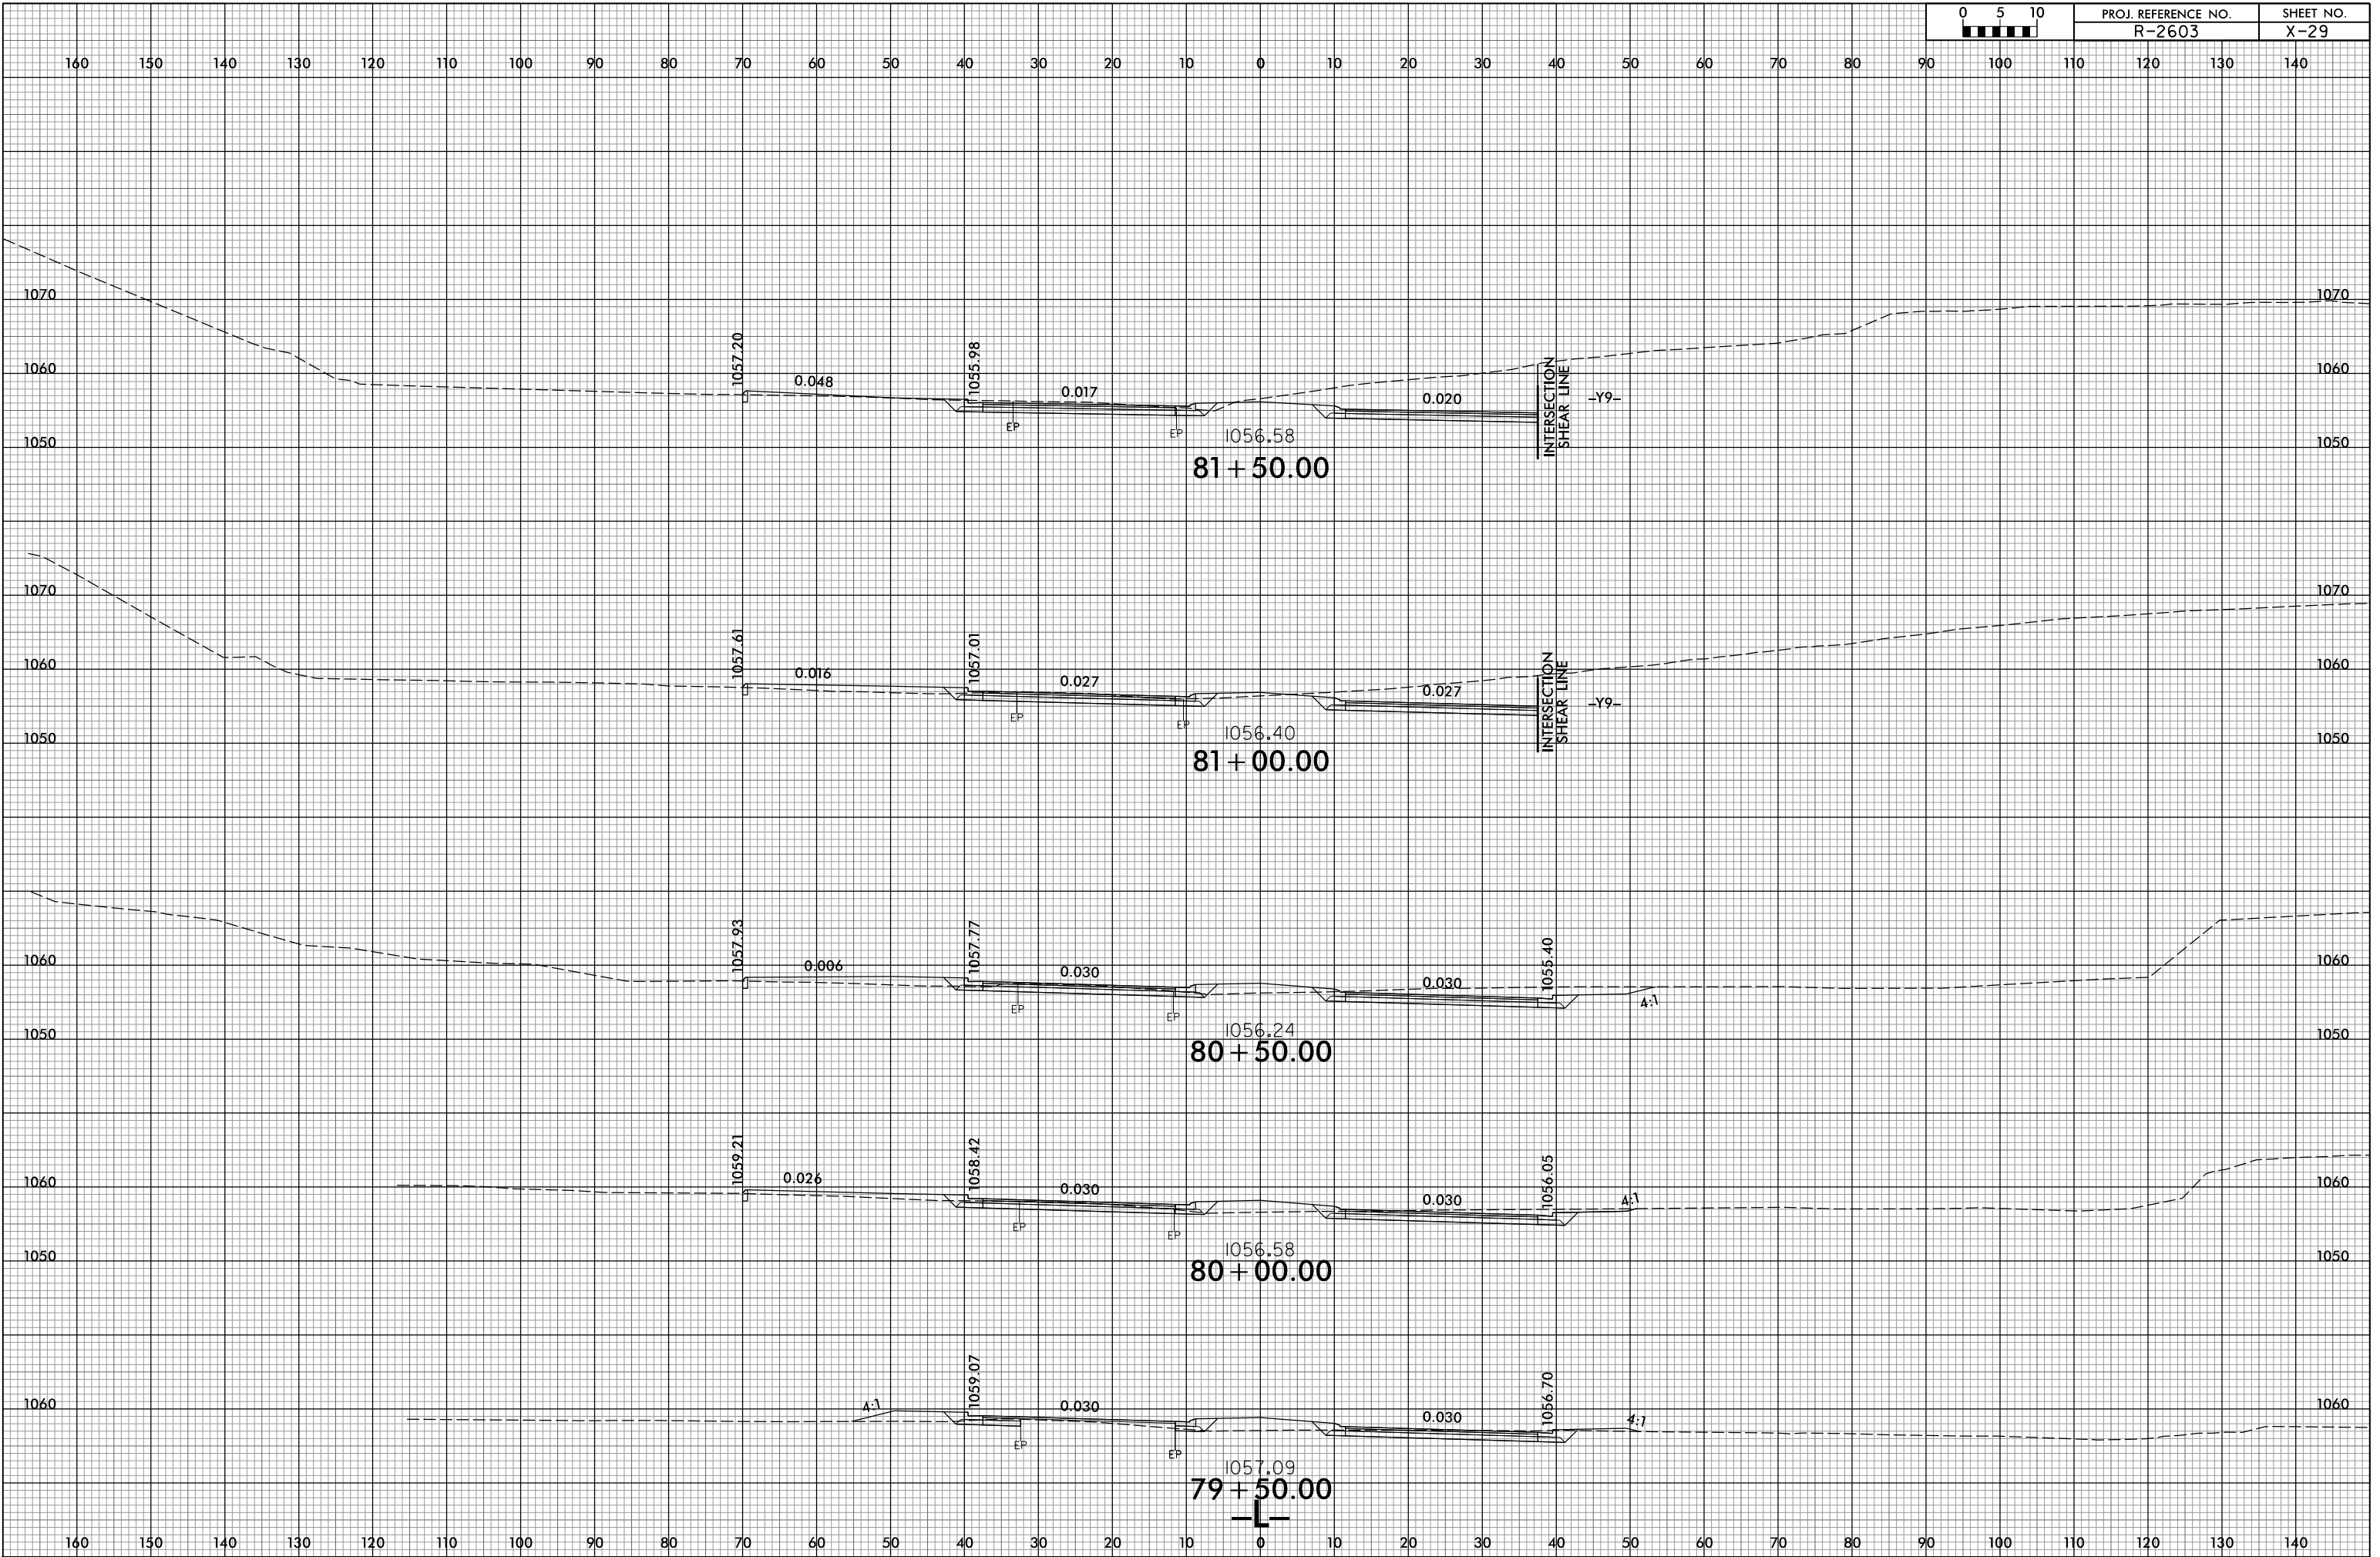 0 5 10 PROJ. REFERENCE NO. SHEET NO.
R-2603 X-29
160 150 140 130 120 110 100 90 80 70 60 50 40 30 20 10 0 10 20 30 40 50 60 70 80 90 100 110 120 130 140
1070 1070
1057.20 1055.98
1060 0.048 0.017 0.020 INTERSECTION SHEAR LINE -Y9- 1060
EP EP
1056.58
1050 1050
81+50.00
1070 1070
1057.61 1057.01
1060 0.016 0.027 0.027 INTERSECTION SHEAR LINE -Y9- 1060
EP EP
1056.40
1050 1050
81+00.00
1057.93 1057.77 1055.40
1060 0.006 0.030 0.030 4:1 1060
EP EP
1056.24
1050 1050
80+50.00
1059.21 1058.42 1056.05
1060 0.026 0.030 0.030 4:1 1060
EP EP
1056.58
1050 1050
80+00.00
1059.07 1056.70
1060 4:1 0.030 0.030 4:1 1060
EP EP
1057.09
79+50.00
-L-
160 150 140 130 120 110 100 90 80 70 60 50 40 30 20 10 0 10 20 30 40 50 60 70 80 90 100 110 120 130 140